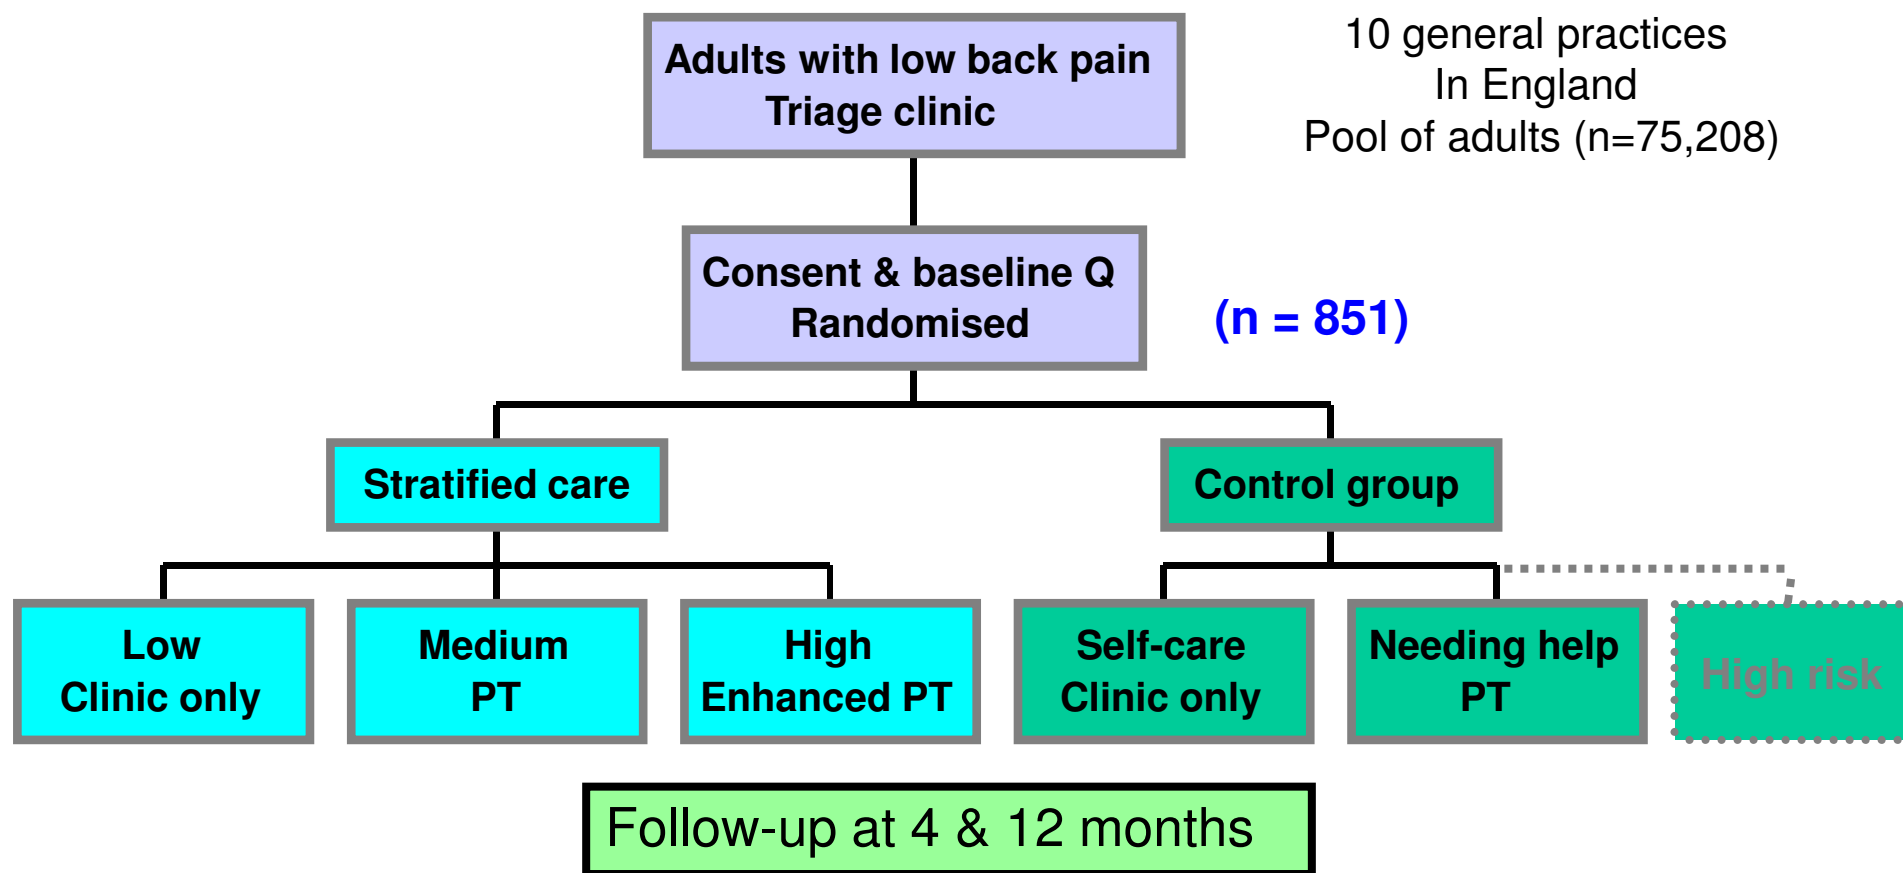 Adults with low back pain
Triage clinic
10 general practices
In England
Pool of adults (n=75,208)
Consent & baseline Q
Randomised
(n = 851)
Stratified care
Control group
Low
Clinic only
Medium
PT
High
Enhanced PT
Self-care
Clinic only
Needing help
PT
High risk
Follow-up at 4 & 12 months